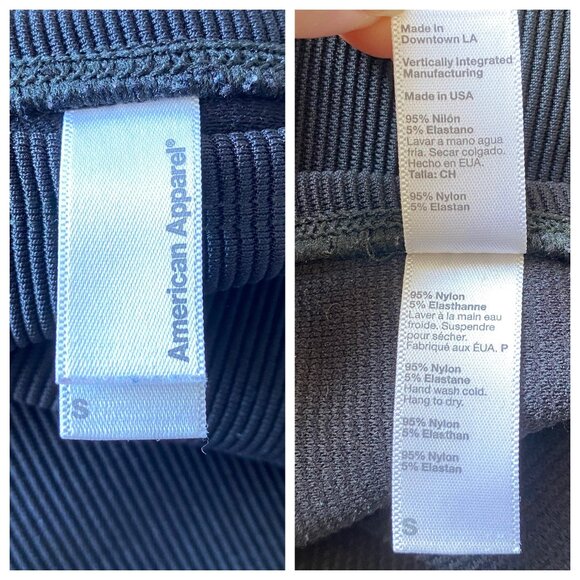 American Apparel®
S
Made in
Downtown LA
Vertically Integrated
Manufacturing
Made in USA
95% Nilón
5% Elastano
Lavar a mano agua
fria. Secar colgado.
Hecho en EUA.
Talla: CH
95% Nylon
5% Elastan
95% Nylon
5% Elasthanne
Laver à la main eau
froide. Suspendre
pour sécher.
Fabriqué aux ÉUA. P
95% Nylon
5% Elastane
Hand wash cold.
Hang to dry.
95% Nylon
5% Elasthan
95% Nylon
5% Elastan
S